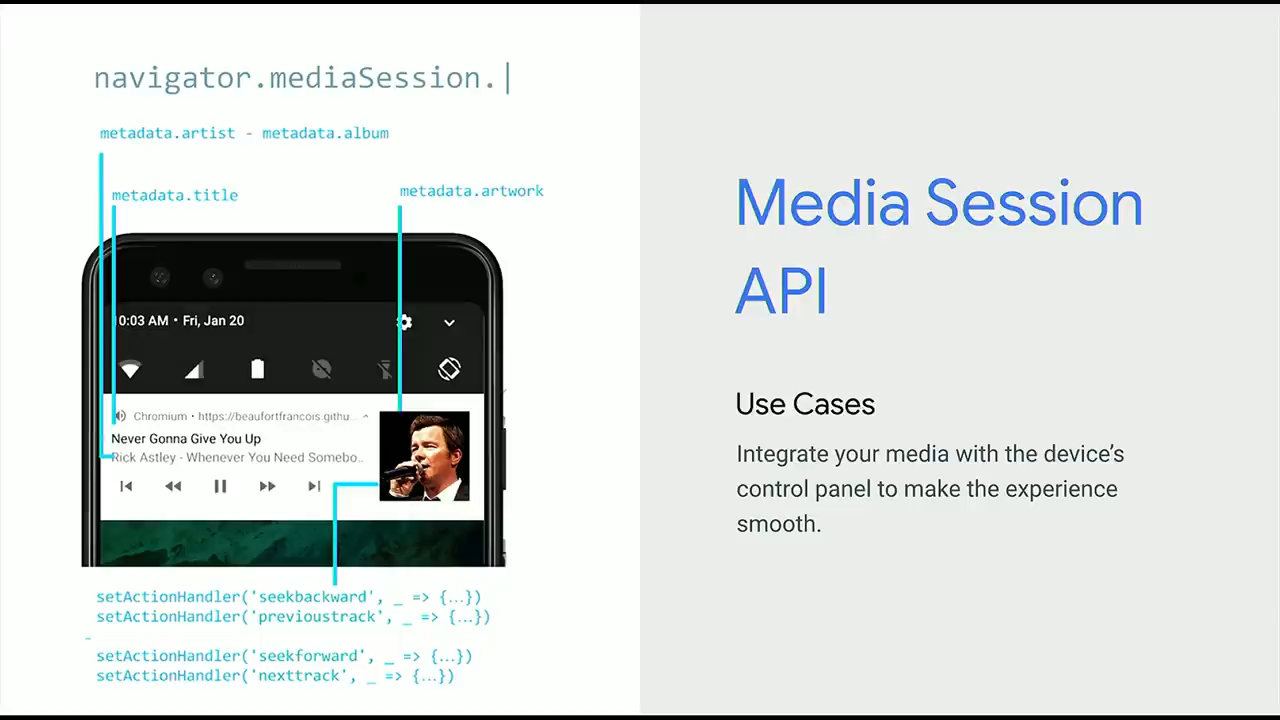 navigator.mediaSession.|
metadata.artist - metadata.album
metadata.title
metadata.artwork
10:03 AM • Fri, Jan 20
Chromium • https://beaufortfrancois.githu...
Never Gonna Give You Up
Rick Astley - Whenever You Need Somebo..
setActionHandler('seekbackward', _ => {...})
setActionHandler('previoustrack', _ => {...})
setActionHandler('seekforward', _ => {...})
setActionHandler('nexttrack', _ => {...})
Media Session
API
Use Cases
Integrate your media with the device's
control panel to make the experience
smooth.